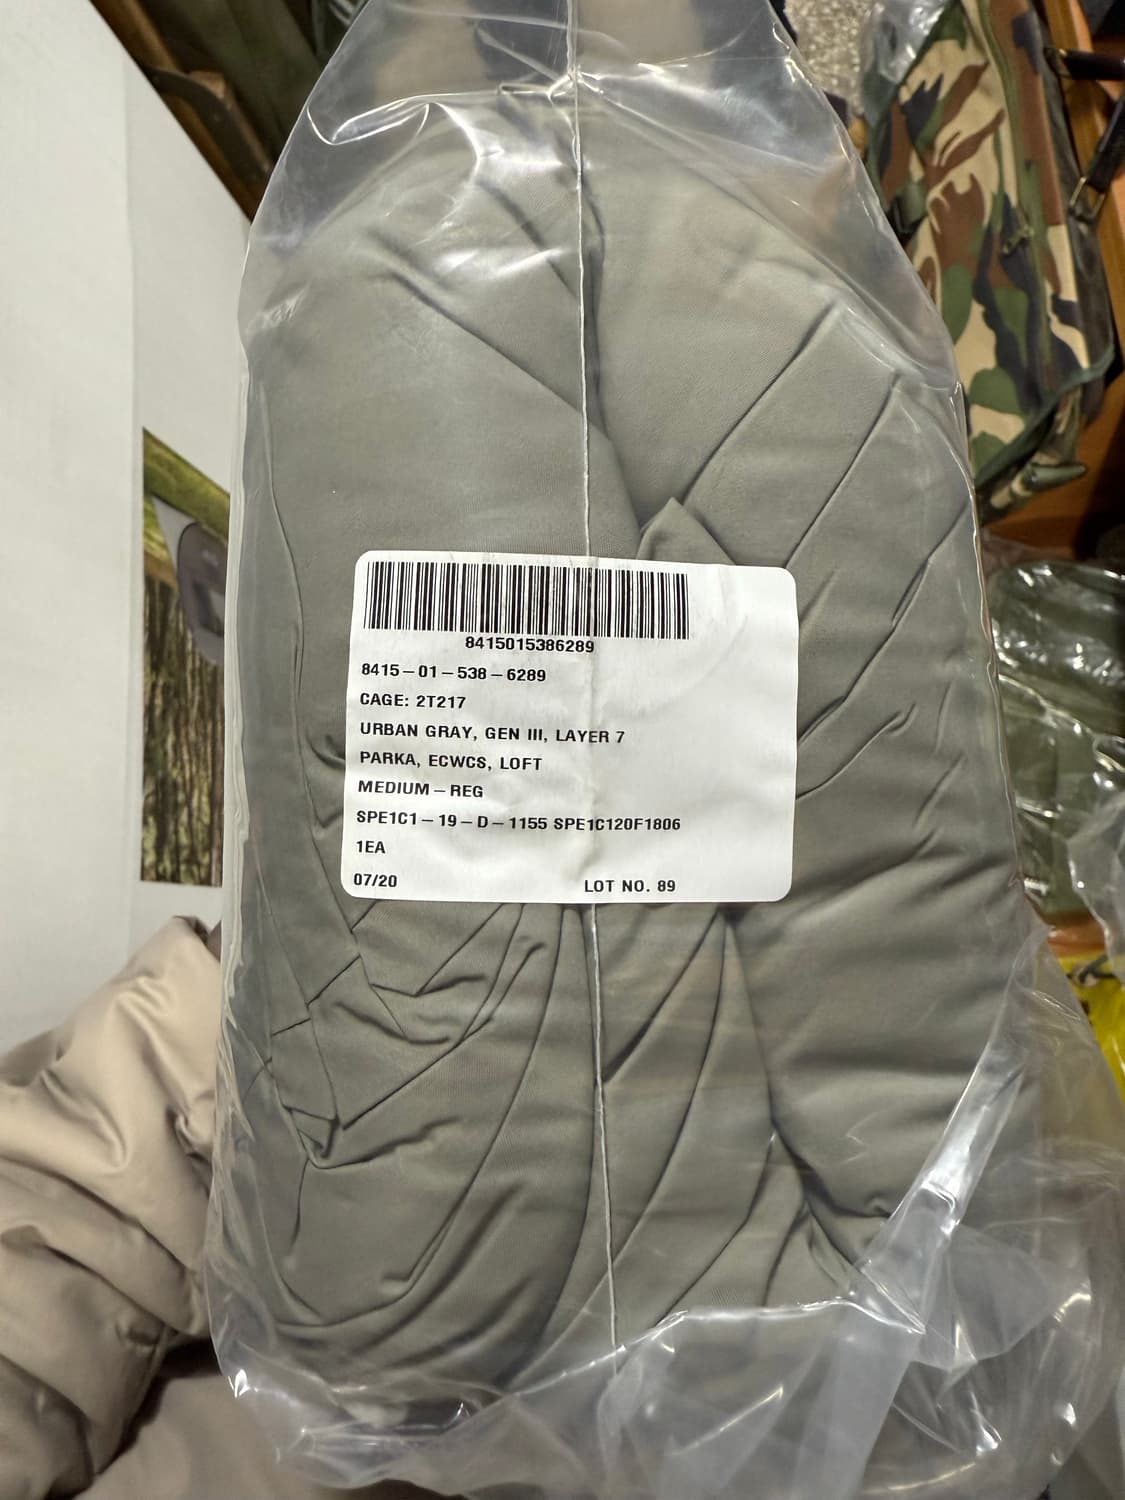 8415015386289
8415-01-538-6289
CAGE: 2T217
URBAN GRAY, GEN III, LAYER 7
PARKA, ECWCS, LOFT
MEDIUM-REG
SPE1C1-19-D-1155 SPE1C120F1806
1EA
07/20 LOT NO. 89